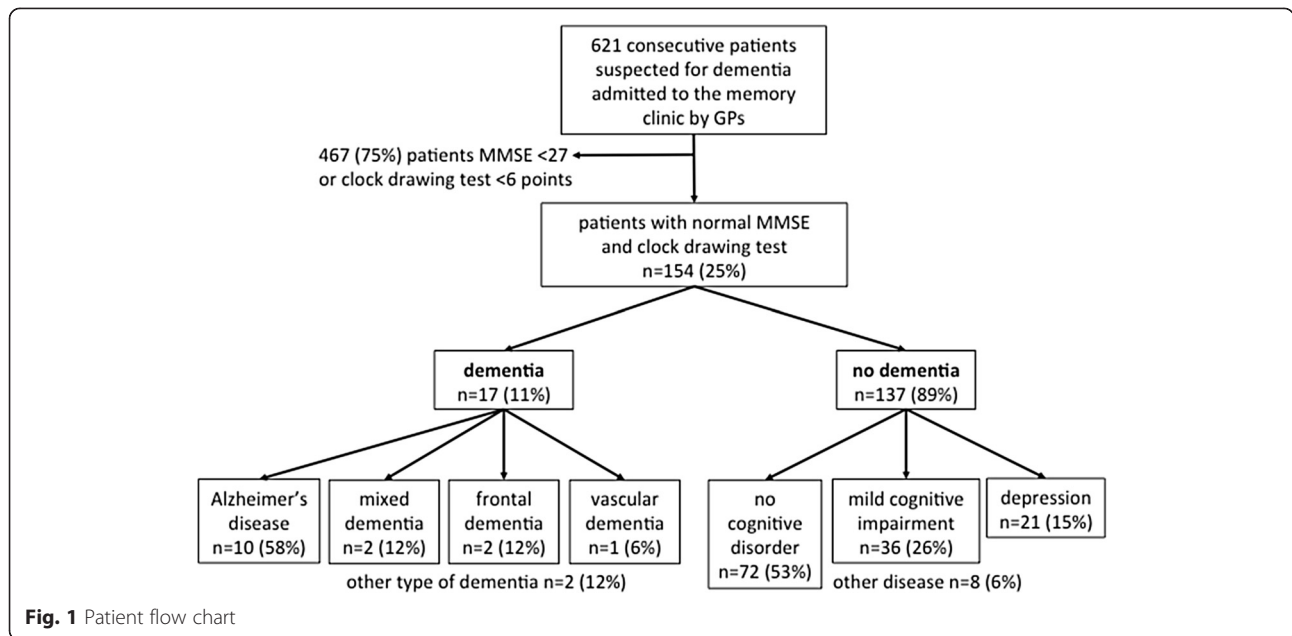 621 consecutive patients
suspected for dementia
admitted to the memory
clinic by GPs
467 (75%) patients MMSE <27
or clock drawing test <6 points
patients with normal MMSE
and clock drawing test
n=154 (25%)
dementia
n=17 (11%)
no dementia
n=137 (89%)
Alzheimer's
disease
n=10 (58%)
mixed
dementia
n=2 (12%)
frontal
dementia
n=2 (12%)
vascular
dementia
n=1 (6%)
other type of dementia n=2 (12%)
no
cognitive
disorder
n=72 (53%)
mild cognitive
impairment
n=36 (26%)
depression
n=21 (15%)
other disease n=8 (6%)
Fig. 1 Patient flow chart